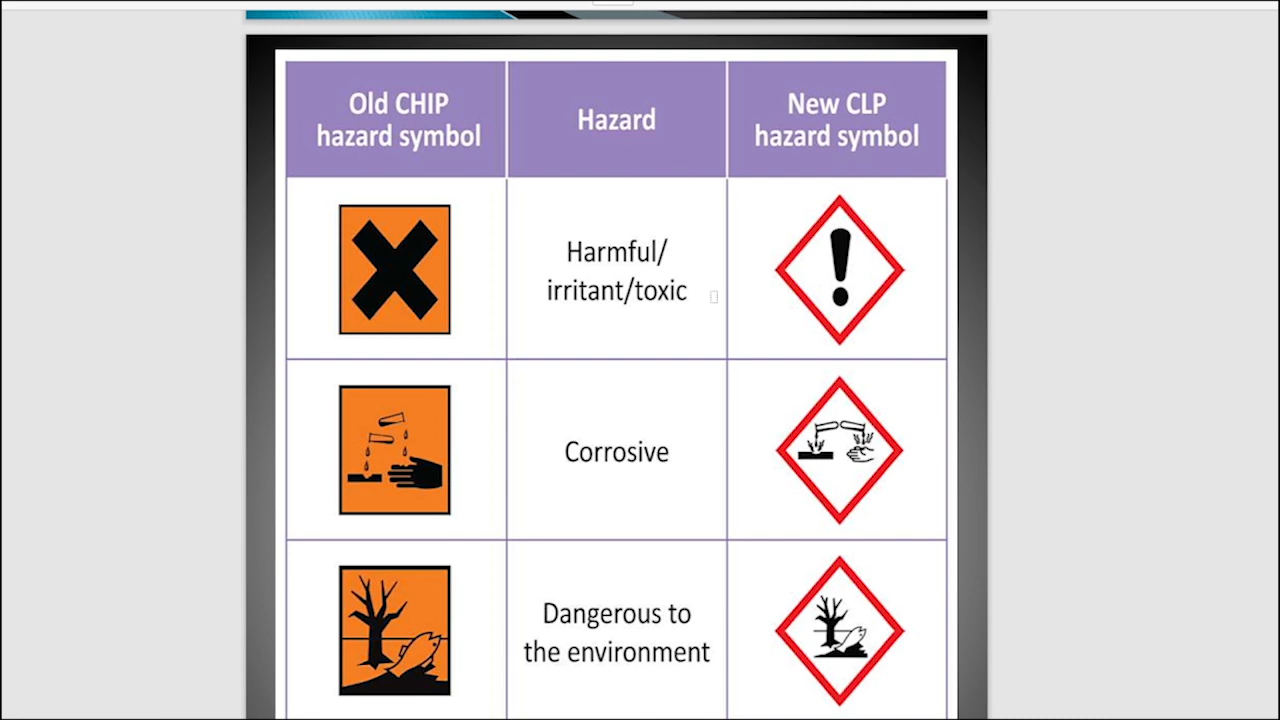 Old CHIP
hazard symbol
Hazard
New CLP
hazard symbol
Harmful/
irritant/toxic
Corrosive
Dangerous to
the environment